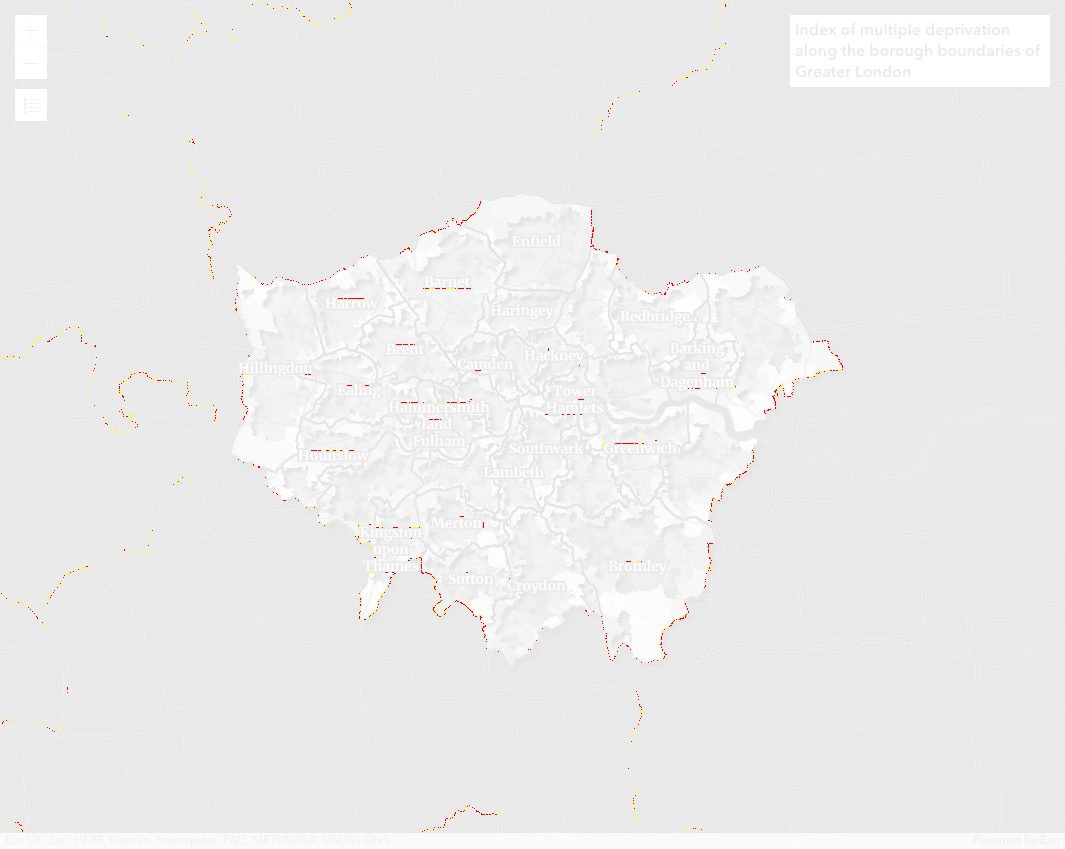 Index of multiple deprivation
along the borough boundaries of
Greater London
Enfield
Barnet
Harrow
Haringey
Redbridge
Brent
Hackney
Barking
and
Dagenham
Camden
Hillingdon
Ealing
Tower
Hamlets
Hammersmith
and
Fulham
Hounslow
Southwark
Greenwich
Lambeth
Merton
Kingston
upon
Thames
Sutton
Croydon
Bromley
Esri UK, Esri, HERE, Garmin, Foursquare, FAO, METI/NASA, USGS | ONS
Powered by Esri